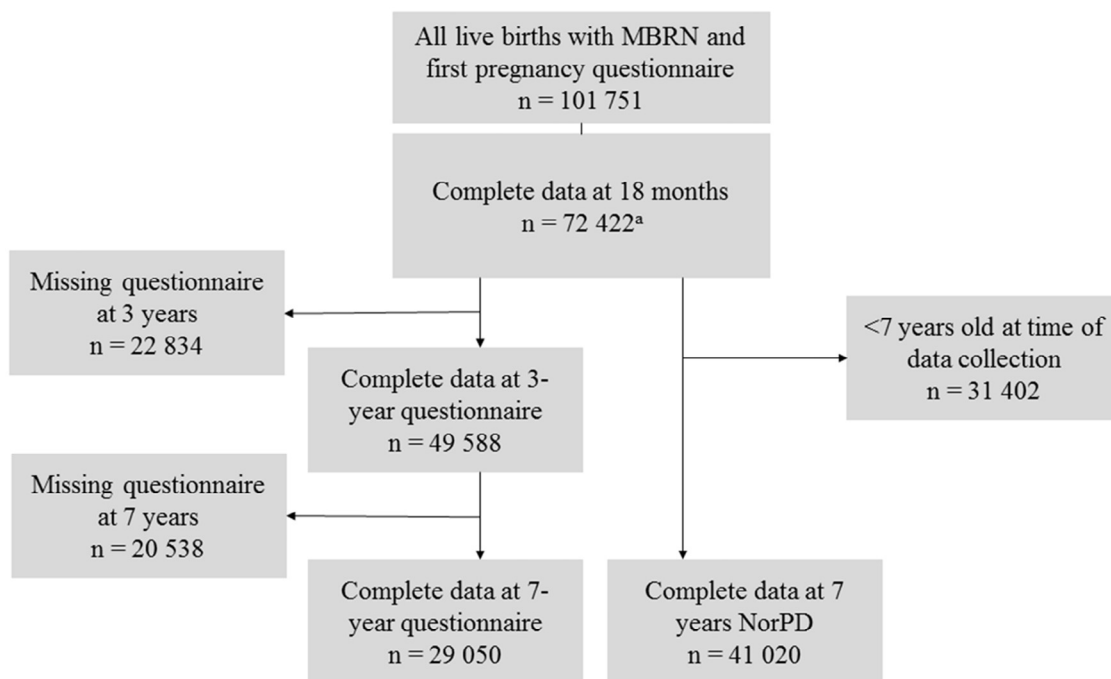 All live births with MBRN and
first pregnancy questionnaire
n = 101 751
Complete data at 18 months
n = 72 422ᵃ
Missing questionnaire
at 3 years
n = 22 834
<7 years old at time of
data collection
n = 31 402
Complete data at 3-
year questionnaire
n = 49 588
Missing questionnaire
at 7 years
n = 20 538
Complete data at 7-
year questionnaire
n = 29 050
Complete data at 7
years NorPD
n = 41 020